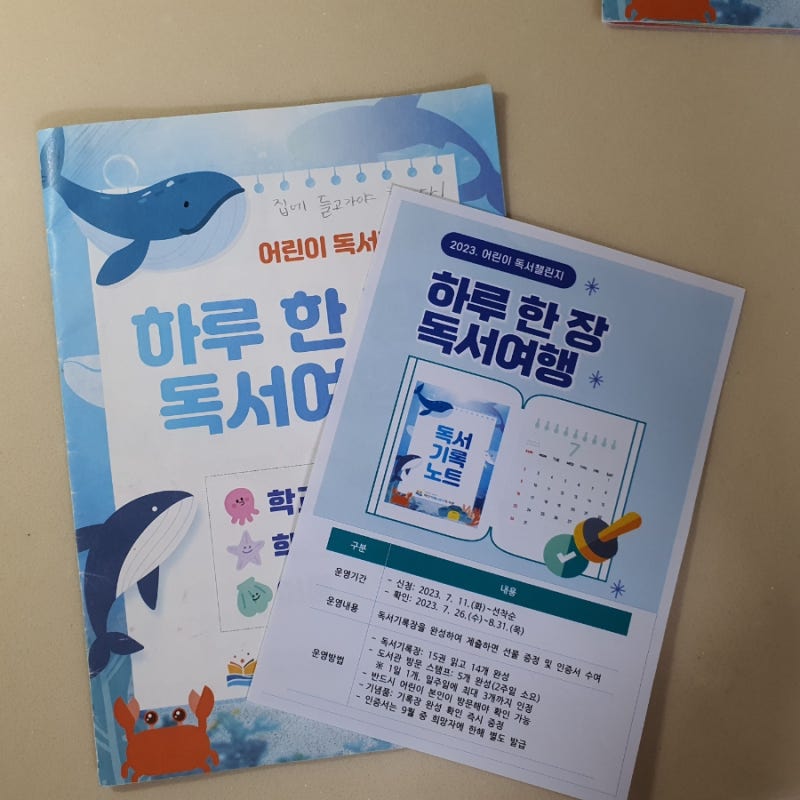 집에 들고가야
어린이 독서
하루 한
독서여
학교
학
2023. 어린이 독서챌린지
하루 한 장
독서여행
독서
기록
노트
7
구분
내용
운영기간
- 신청: 2023. 7. 11.(화)~선착순
- 확인: 2023. 7. 26.(수)~8.31.(목)
운영내용
독서기록장을 완성하여 제출하면 선물 증정 및 인증서 수여
운영방법
- 독서기록장: 15권 읽고 14개 완성
- 도서관 방문 스탬프: 5개 완성(2주일 소요)
※ 1일 1개, 일주일에 최대 3개까지 인정
- 반드시 어린이 본인이 방문해야 확인 가능
- 기념품: 기록장 완성 확인 즉시 증정
- 인증서는 9월 중 희망자에 한해 별도 발급